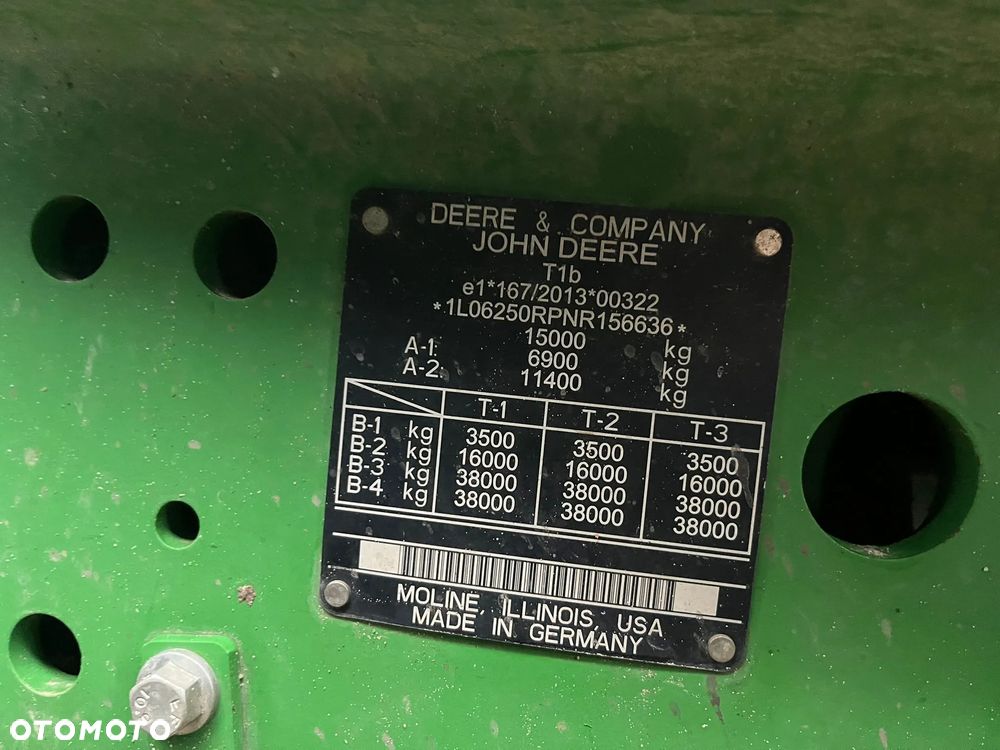 DEERE & COMPANY
JOHN DEERE
T1b
e1*167/2013*00322
*1L06250RPNR156636*
15000 kg
A-1: 6900 kg
A-2: 11400 kg
T-1 T-2 T-3
B-1 kg 3500 3500 3500
B-2 kg 16000 16000 16000
B-3 kg 38000 38000 38000
B-4 kg 38000 38000 38000
MOLINE, ILLINOIS, USA
MADE IN GERMANY
OTOMOTO